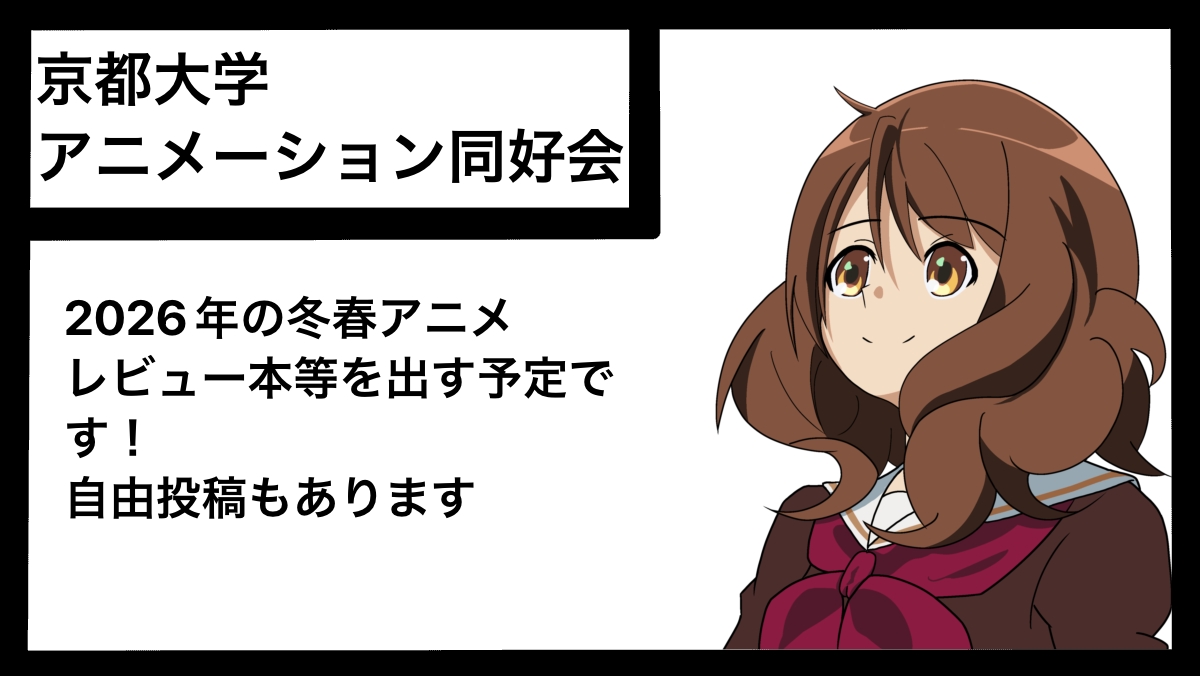 京都大学
アニメーション同好会
2026年の冬春アニメ
レビュー本等を出す予定で
す！
自由投稿もあります